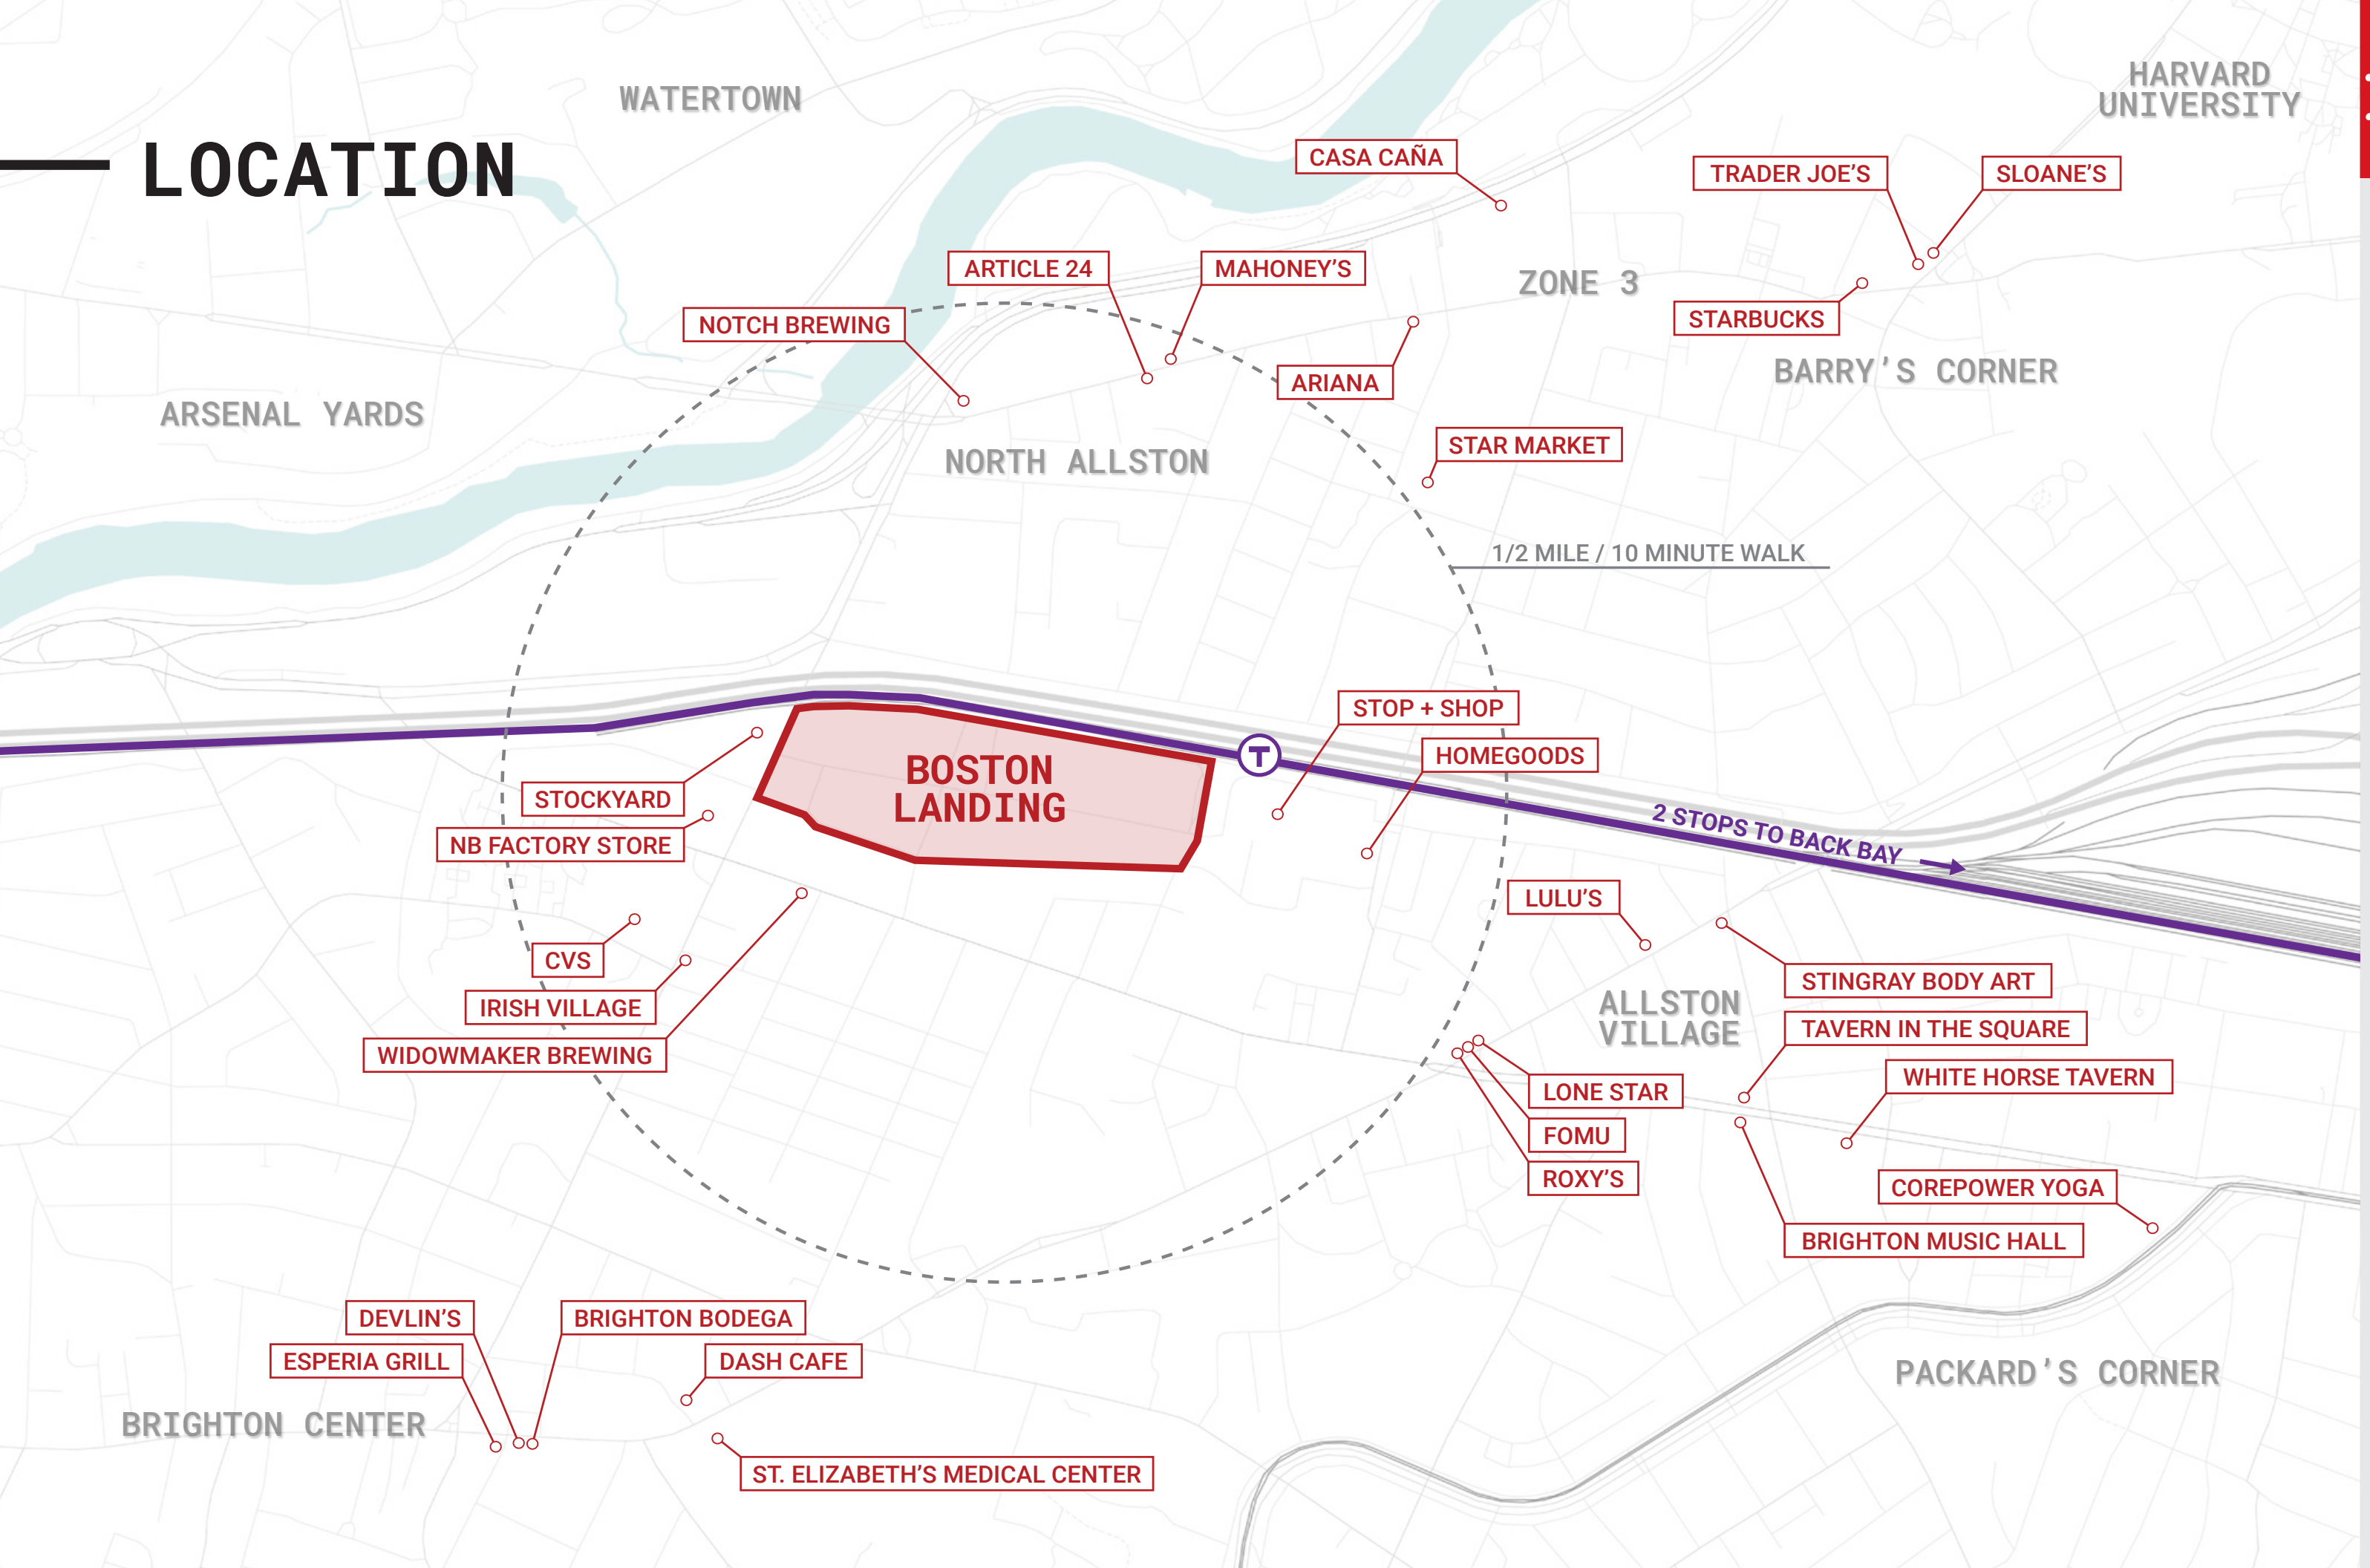 WATERTOWN
HARVARD
UNIVERSITY
LOCATION
CASA CAÑA
TRADER JOE’S
SLOANE’S
ARTICLE 24
MAHONEY’S
ZONE 3
NOTCH BREWING
STARBUCKS
BARRY’S CORNER
ARIANA
ARSENAL YARDS
STAR MARKET
NORTH ALLSTON
1/2 MILE / 10 MINUTE WALK
STOP + SHOP
HOMEGOODS
BOSTON
LANDING
T
STOCKYARD
NB FACTORY STORE
2 STOPS TO BACK BAY
LULU’S
CVS
STINGRAY BODY ART
IRISH VILLAGE
ALLSTON
VILLAGE
TAVERN IN THE SQUARE
WIDOWMAKER BREWING
WHITE HORSE TAVERN
LONE STAR
FOMU
ROXY’S
COREPOWER YOGA
BRIGHTON MUSIC HALL
DEVLIN’S
BRIGHTON BODEGA
ESPERIA GRILL
DASH CAFE
PACKARD’S CORNER
BRIGHTON CENTER
ST. ELIZABETH’S MEDICAL CENTER